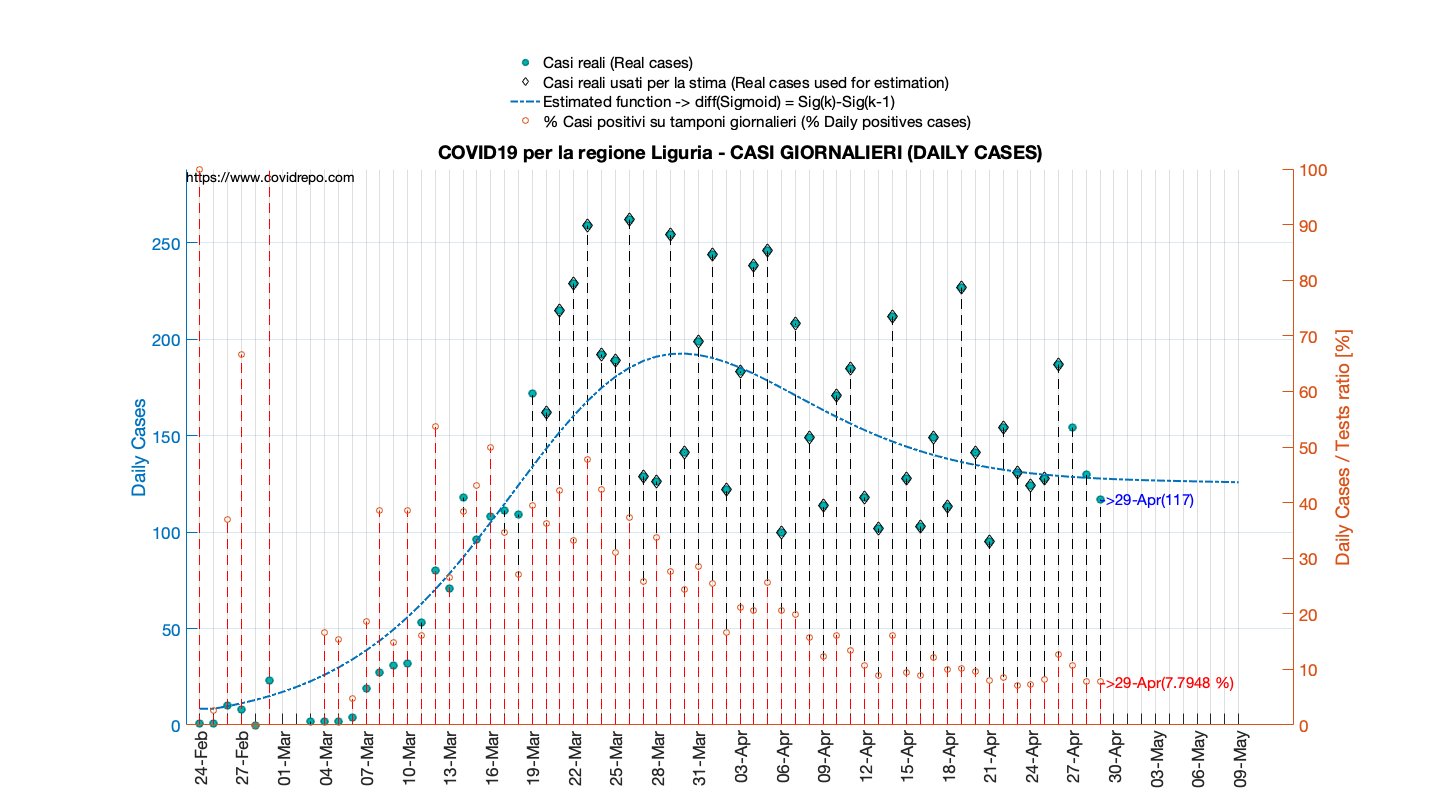 Casi reali (Real cases)
Casi reali usati per la stima (Real cases used for estimation)
Estimated function -> diff(Sigmoid) = Sig(k)-Sig(k-1)
% Casi positivi su tamponi giornalieri (% Daily positives cases)
COVID19 per la regione Liguria - CASI GIORNALIERI (DAILY CASES)
https://www.covidrepo.com
Daily Cases
250
200
150
100
50
0
100
90
80
70
60
50
40
30
20
10
0
Daily Cases / Tests ratio [%]
->29-Apr(117)
->29-Apr(7.7948 %)
24-Feb
27-Feb
01-Mar
04-Mar
07-Mar
10-Mar
13-Mar
16-Mar
19-Mar
22-Mar
25-Mar
28-Mar
31-Mar
03-Apr
06-Apr
09-Apr
12-Apr
15-Apr
18-Apr
21-Apr
24-Apr
27-Apr
30-Apr
03-May
06-May
09-May